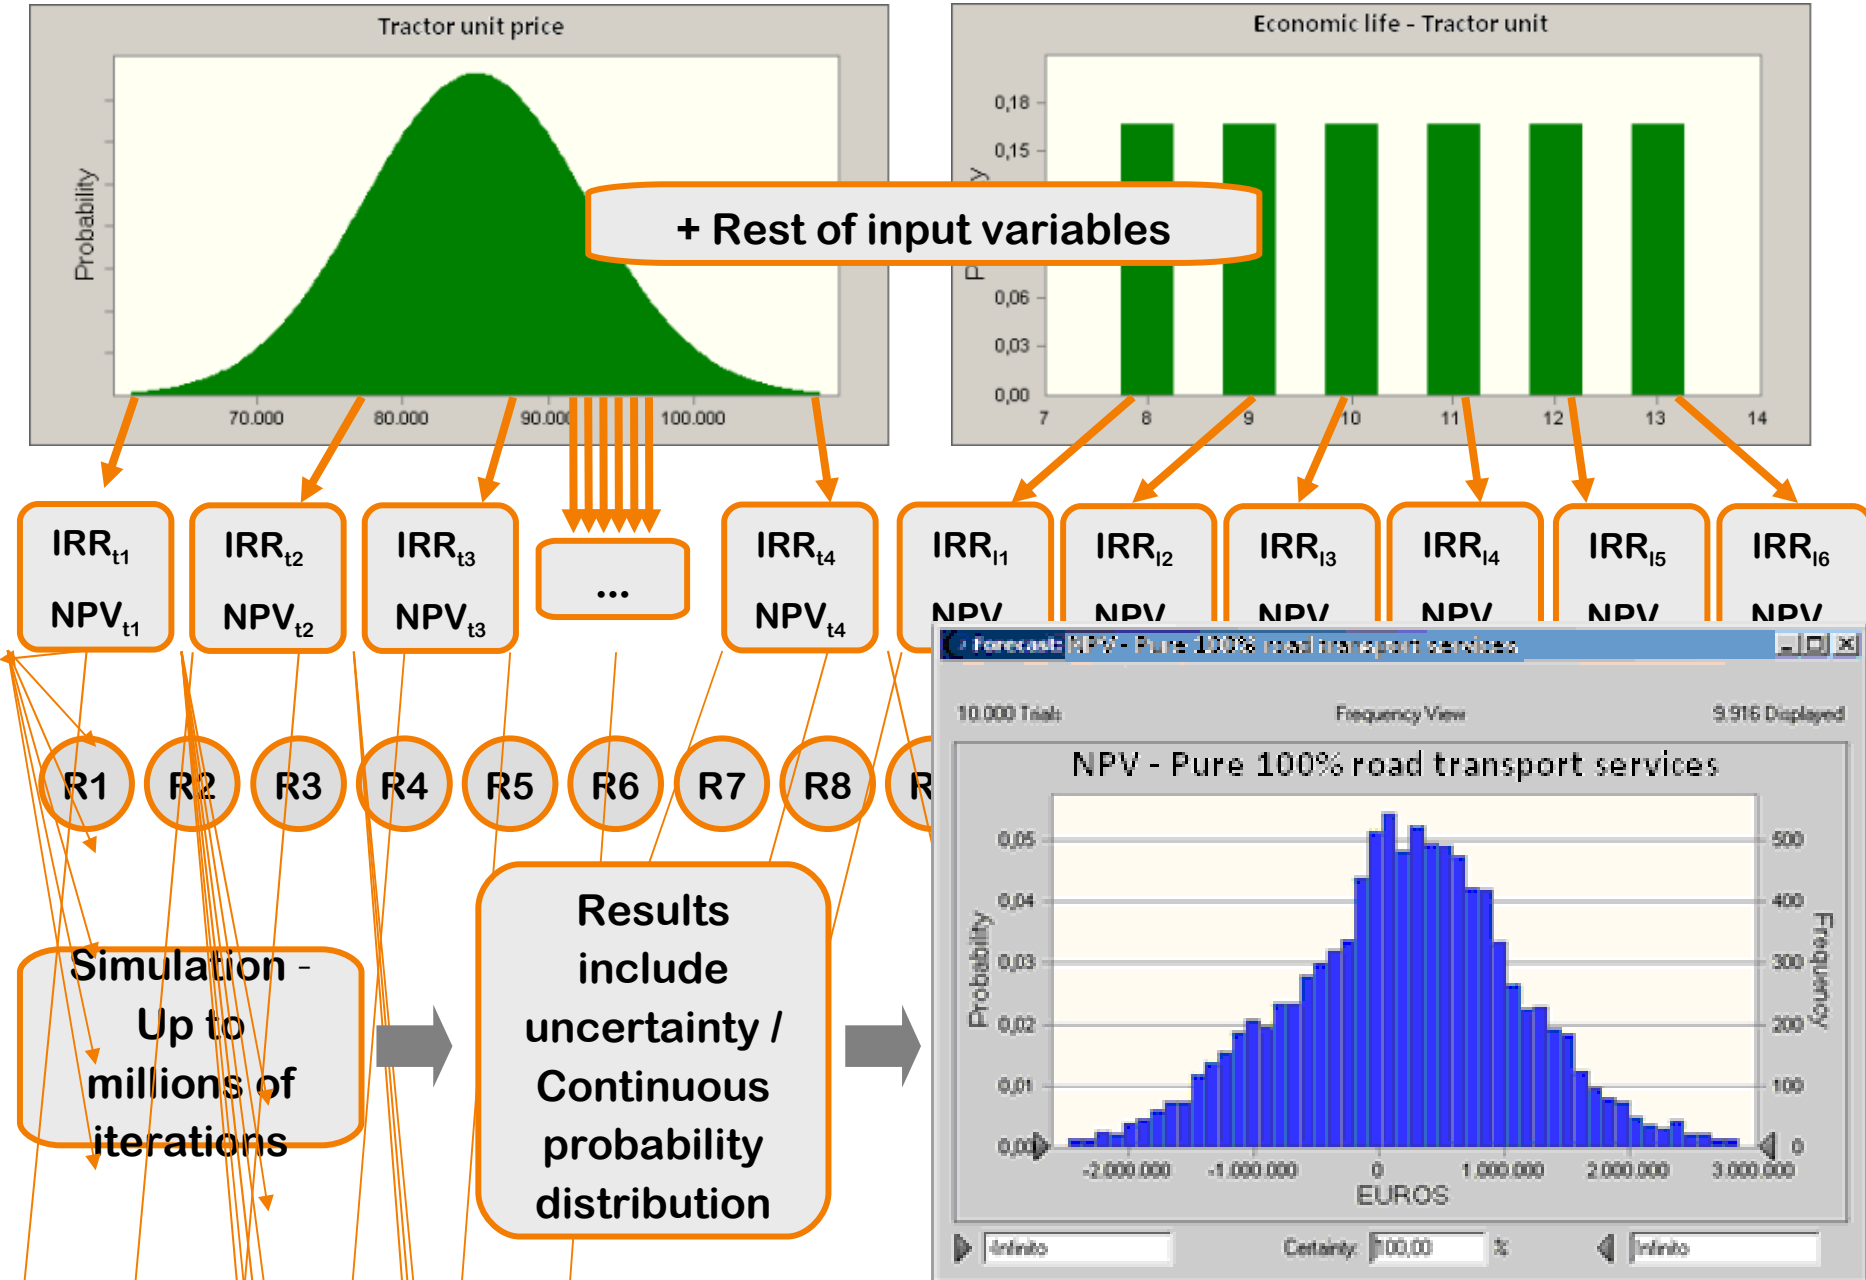 Tractor unit price
Probability
70.000 80.000 90.000 100.000
Economic life - Tractor unit
0,18
0,15
0,06
0,03
0,00
7 8 9 10 11 12 13 14
+ Rest of input variables
IRRt1
NPVt1
IRRt2
NPVt2
IRRt3
NPVt3
...
IRRt4
NPVt4
IRRl1
NPV
IRRl2
NPV
IRRl3
NPV
IRRl4
NPV
IRRl5
NPV
IRRl6
NPV
R1 R2 R3 R4 R5 R6 R7 R8
Simulation -
Up to
millions of
iterations
Results
include
uncertainty /
Continuous
probability
distribution
Forecast: NPV - Pure 100% road transport services
10.000 Trials Frequency View 9.916 Displayed
NPV - Pure 100% road transport services
Probability
0,05
0,04
0,03
0,02
0,01
0,00
500
400
300
200
100
0
Frequency
-2.000.000 -1.000.000 0 1.000.000 2.000.000 3.000.000
EUROS
-Infinito Certainty: 100,00 % Infinito